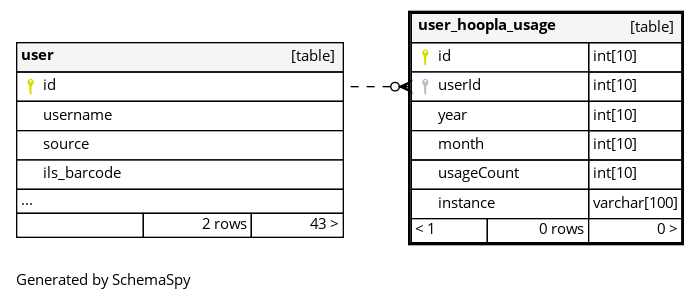 user [table]
id
username
source
ils_barcode
...
2 rows 43 >
user_hoopla_usage [table]
id int[10]
userId int[10]
year int[10]
month int[10]
usageCount int[10]
instance varchar[100]
< 1 0 rows 0 >
Generated by SchemaSpy